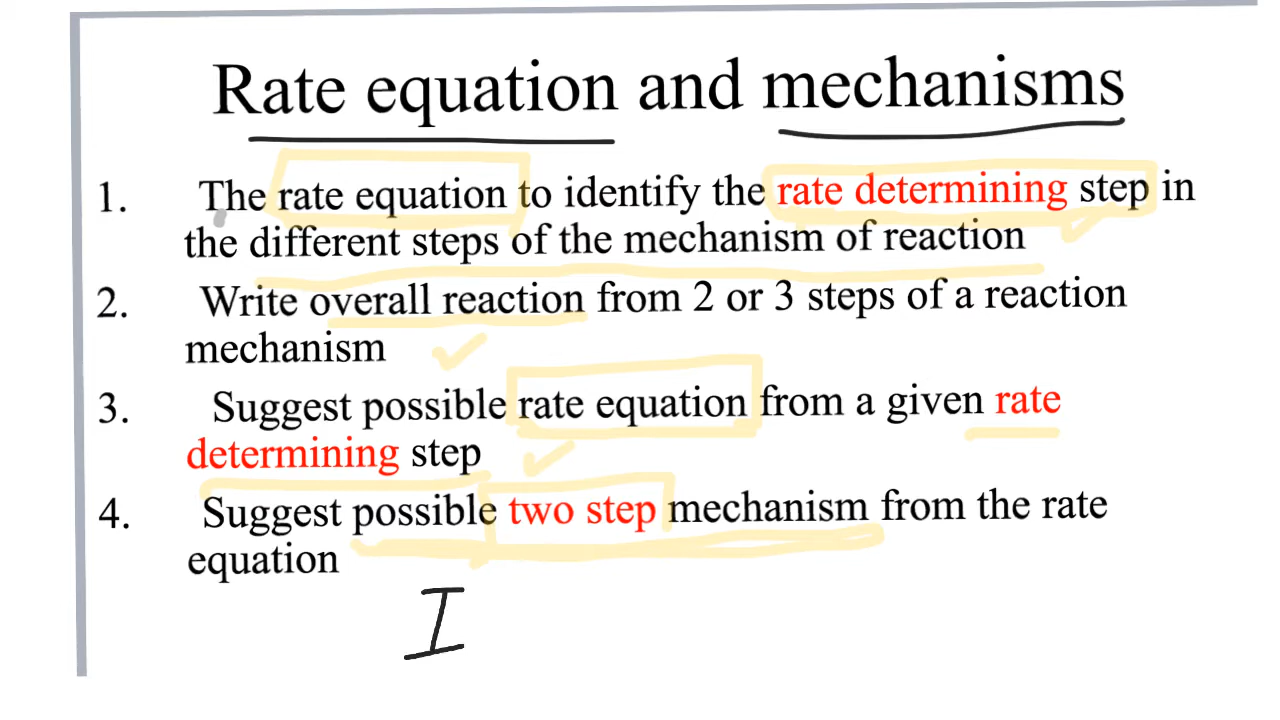 Rate equation and mechanisms
1. The rate equation to identify the rate determining step in
the different steps of the mechanism of reaction
2. Write overall reaction from 2 or 3 steps of a reaction
mechanism
3. Suggest possible rate equation from a given rate
determining step
4. Suggest possible two step mechanism from the rate
equation
I